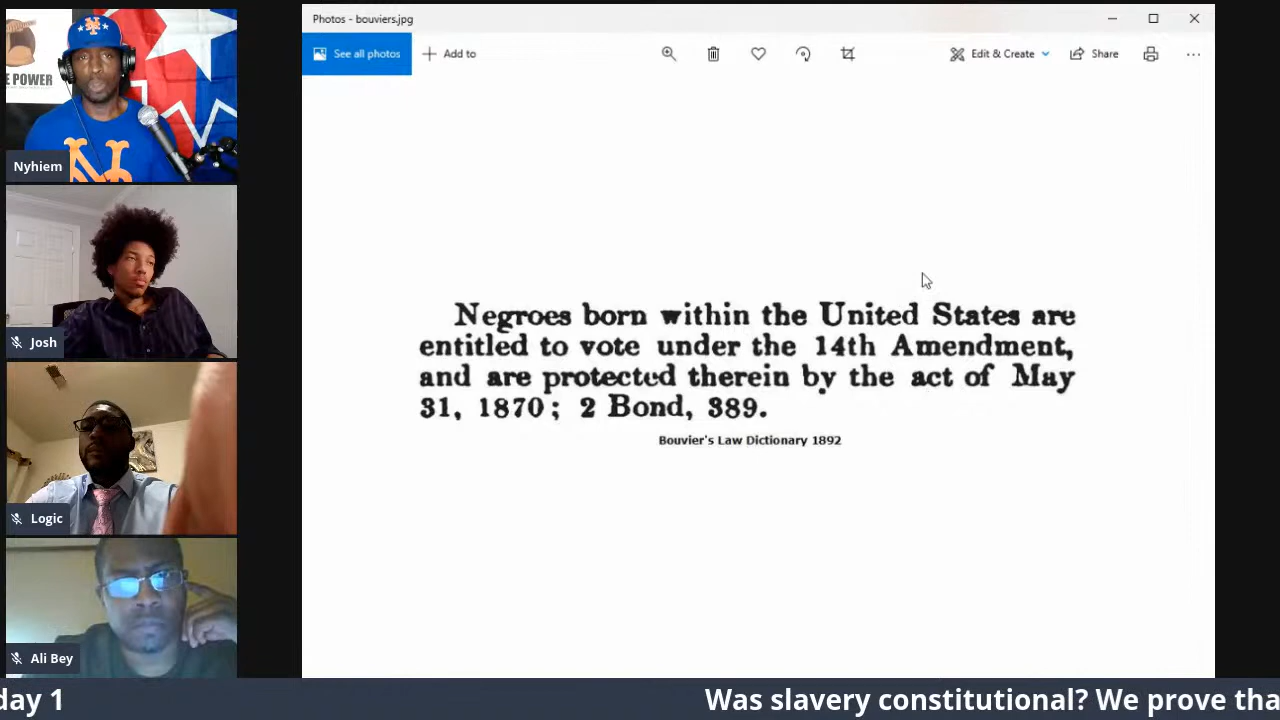 Photos - bouviers.jpg
See all photos
Add to
Edit & Create
Share
E POWER
Nyhiem
Josh
Logic
Ali Bey
Negroes born within the United States are
entitled to vote under the 14th Amendment,
and are protected therein by the act of May
31, 1870; 2 Bond, 389.
Bouvier's Law Dictionary 1892
day 1
Was slavery constitutional? We prove tha